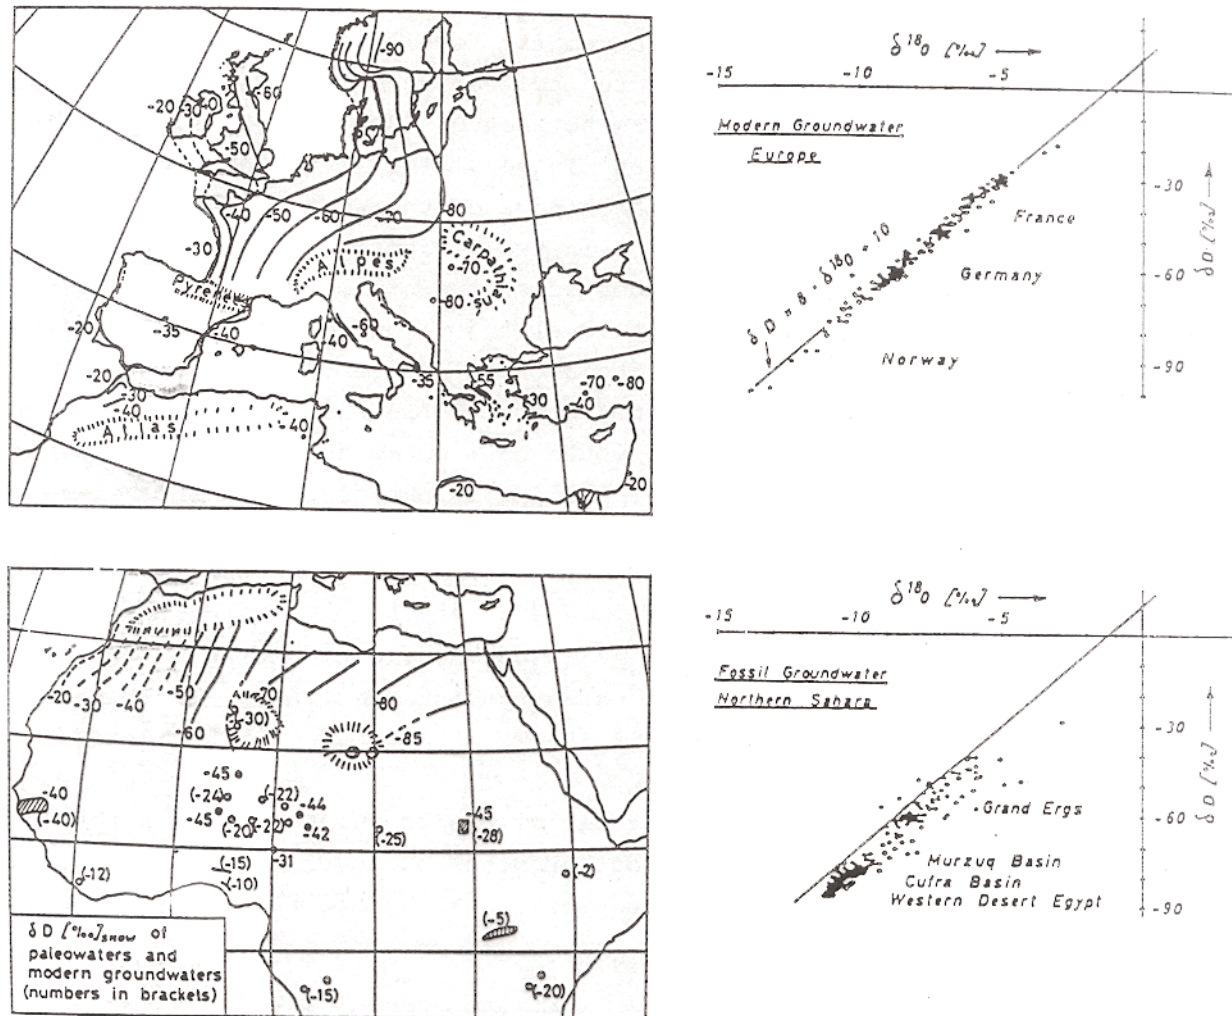 -90
-60
-20 -30
-50
-40 -50 -60 -70 -80
-30
Alpes
Carpathians
-70
-80
Pyrenees
-20
-35
-40
-40
-60
-20
-30
-40
Atlas
-40
-35
-55
-30
-40
-70 -80
-20
-20
δ¹⁸O [‰] →
-15 -10 -5
Modern Groundwater
Europe
-30
France
δD = 8 · δ¹⁸O + 10
-60
Germany
Norway
-90
δD [‰] →
-20 -30 -40 -50 -60
-70
(-30)
-80
-85
-45
(-24)
(-22)
-44
-45
(-20)
(-22)
-42
-40
(-40)
-45
(-28)
(-25)
-31
(-12)
(-15)
(-10)
(-2)
(-5)
(-15)
(-20)
δD [‰]SMOW of
paleowaters and
modern groundwaters
(numbers in brackets)
δ¹⁸O [‰] →
-15 -10 -5
Fossil Groundwater
Northern Sahara
-30
Grand Ergs
-60
Murzuq Basin
Cufra Basin
Western Desert Egypt
-90
δD [‰] →